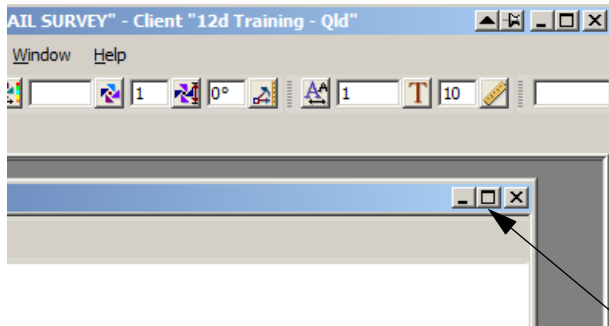 AIL SURVEY" - Client "12d Training - Qld"
Window Help
1 0° 1 T 10